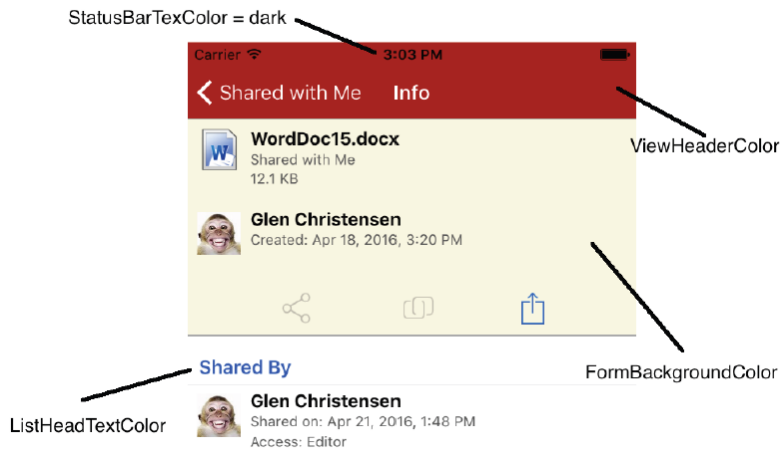 StatusBarTexColor = dark
Carrier 3:03 PM
Shared with Me Info
ViewHeaderColor
WordDoc15.docx
Shared with Me
12.1 KB
Glen Christensen
Created: Apr 18, 2016, 3:20 PM
FormBackgroundColor
Shared By
ListHeadTextColor
Glen Christensen
Shared on: Apr 21, 2016, 1:48 PM
Access: Editor